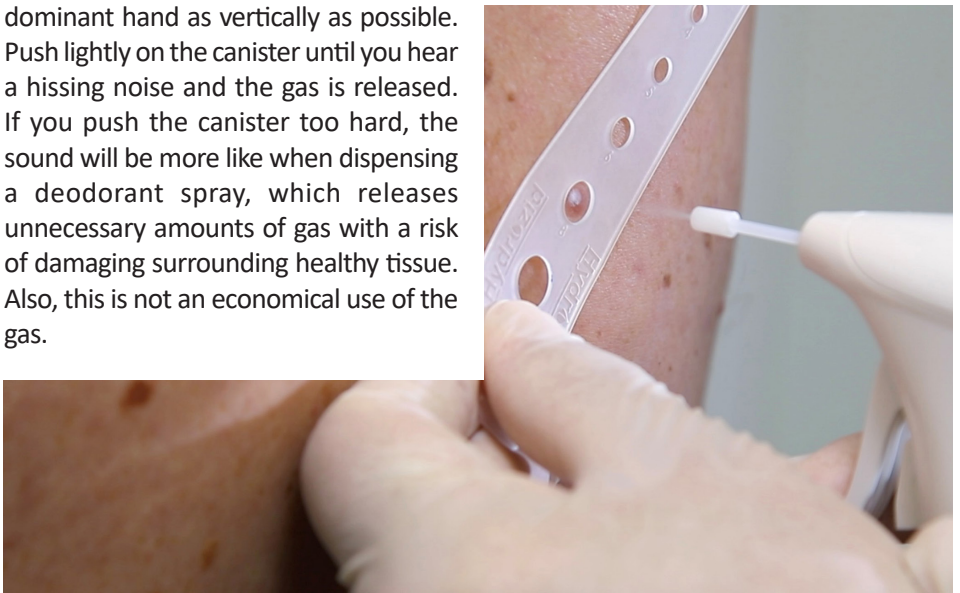 dominant hand as vertically as possible.
Push lightly on the canister until you hear
a hissing noise and the gas is released.
If you push the canister too hard, the
sound will be more like when dispensing
a deodorant spray, which releases
unnecessary amounts of gas with a risk
of damaging surrounding healthy tissue.
Also, this is not an economical use of the
gas.
Hydrozid
Hydro